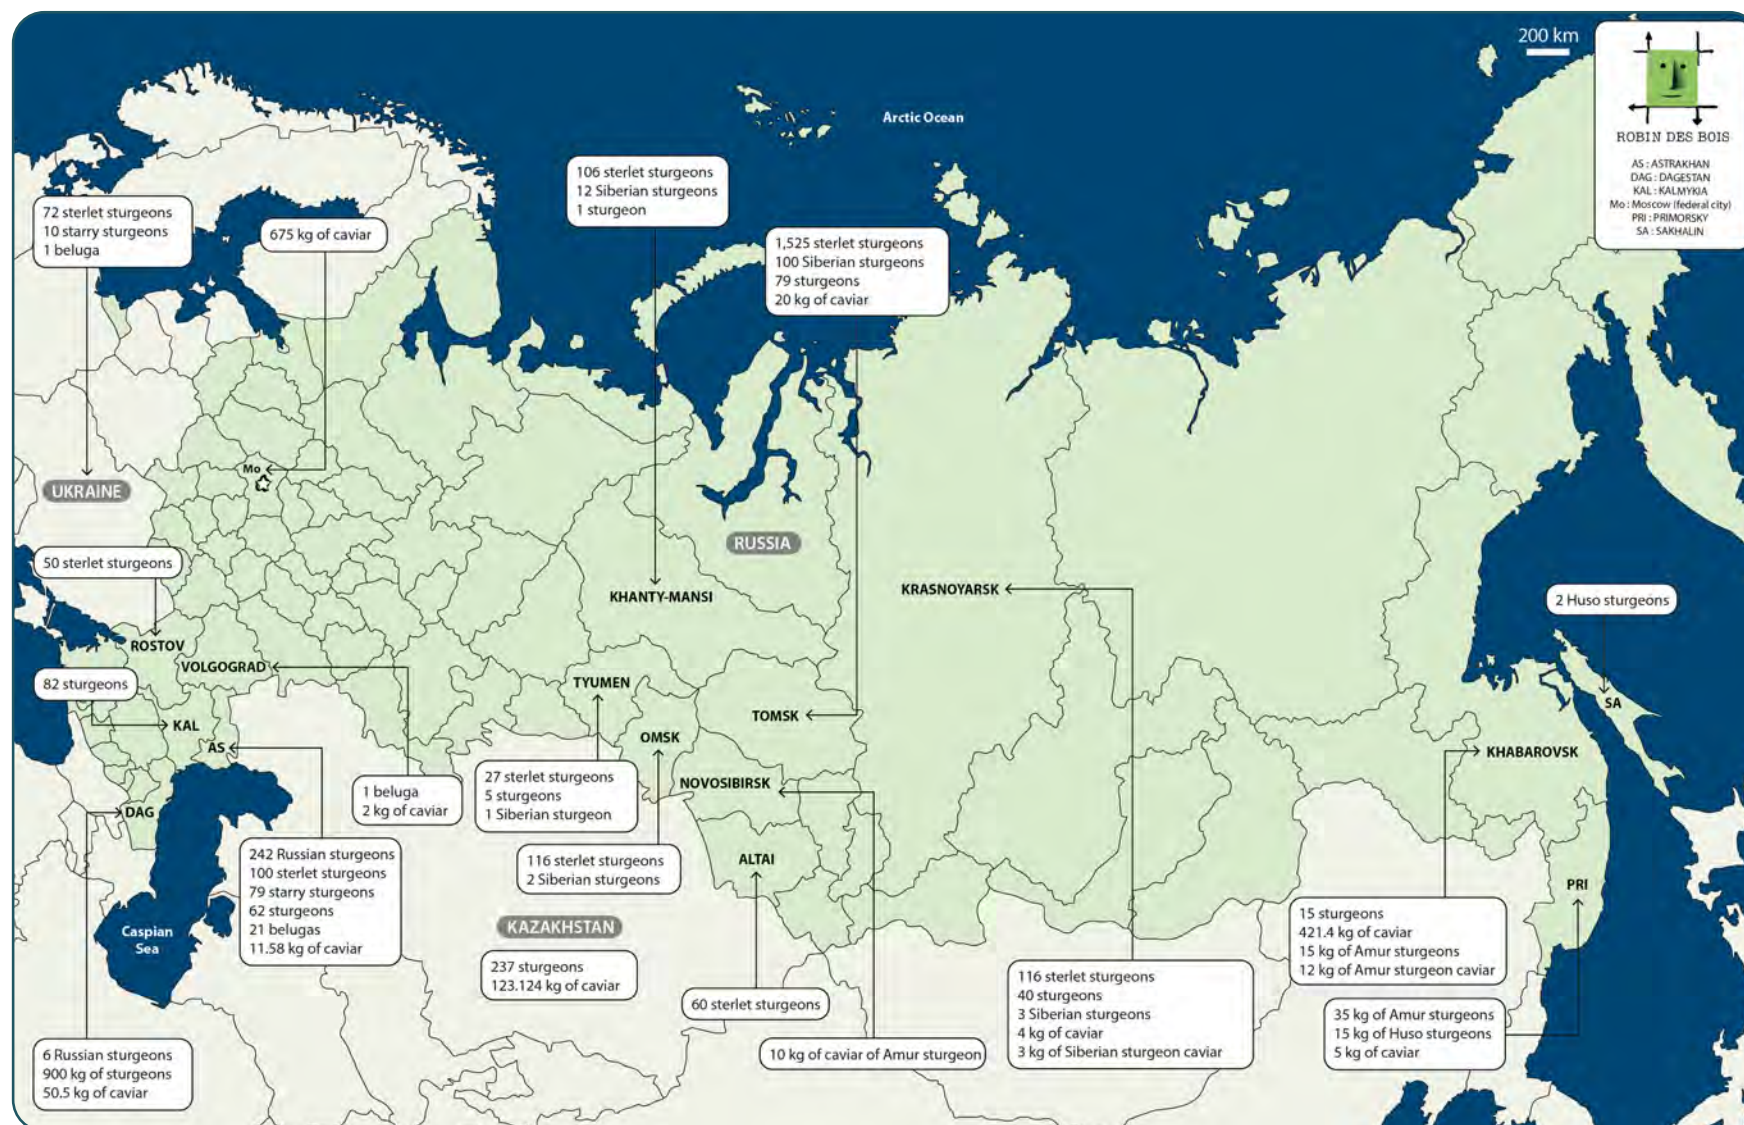 200 km
ROBIN DES BOIS
AS : ASTRAKHAN
DAG : DAGESTAN
KAL : KALMYKIA
Mo : Moscow (federal city)
PRI : PRIMORSKY
SA : SAKHALIN
Arctic Ocean
106 sterlet sturgeons
12 Siberian sturgeons
1 sturgeon
72 sterlet sturgeons
10 starry sturgeons
1 beluga
675 kg of caviar
1,525 sterlet sturgeons
100 Siberian sturgeons
79 sturgeons
20 kg of caviar
Mo
UKRAINE
RUSSIA
50 sterlet sturgeons
KHANTY-MANSI
KRASNOYARSK
2 Huso sturgeons
ROSTOV
VOLGOGRAD
82 sturgeons
TYUMEN
SA
TOMSK
KAL
OMSK
AS
KHABAROVSK
NOVOSIBIRSK
1 beluga
2 kg of caviar
27 sterlet sturgeons
5 sturgeons
1 Siberian sturgeon
DAG
242 Russian sturgeons
100 sterlet sturgeons
79 starry sturgeons
62 sturgeons
21 belugas
11.58 kg of caviar
116 sterlet sturgeons
2 Siberian sturgeons
ALTAI
PRI
Caspian
Sea
KAZAKHSTAN
237 sturgeons
123.124 kg of caviar
15 sturgeons
421.4 kg of caviar
15 kg of Amur sturgeons
12 kg of Amur sturgeon caviar
60 sterlet sturgeons
116 sterlet sturgeons
40 sturgeons
3 Siberian sturgeons
4 kg of caviar
3 kg of Siberian sturgeon caviar
35 kg of Amur sturgeons
15 kg of Huso sturgeons
5 kg of caviar
6 Russian sturgeons
900 kg of sturgeons
50.5 kg of caviar
10 kg of caviar of Amur sturgeon